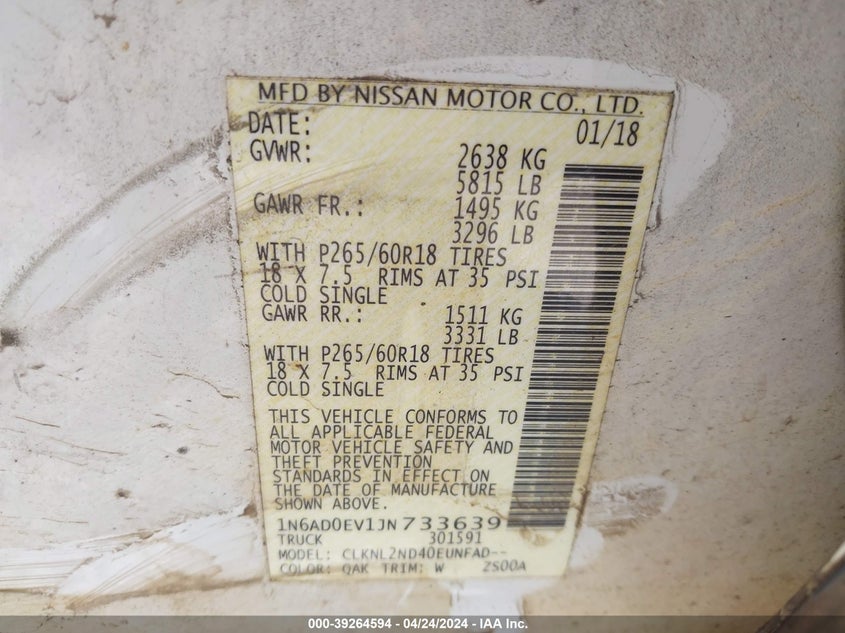 MFD BY NISSAN MOTOR CO., LTD.
DATE: 01/18
GVWR: 2638 KG
5815 LB
GAWR FR.: 1495 KG
3296 LB
WITH P265/60R18 TIRES
18 X 7.5 RIMS AT 35 PSI
COLD SINGLE
GAWR RR.: 1511 KG
3331 LB
WITH P265/60R18 TIRES
18 X 7.5 RIMS AT 35 PSI
COLD SINGLE
THIS VEHICLE CONFORMS TO
ALL APPLICABLE FEDERAL
MOTOR VEHICLE SAFETY AND
THEFT PREVENTION
STANDARDS IN EFFECT ON
THE DATE OF MANUFACTURE
SHOWN ABOVE.
1N6AD0EV1JN733639
TRUCK 301591
MODEL: CLKNL2ND40EUNFAD--
COLOR: QAK TRIM: W ZS00A
000-39264594 - 04/24/2024 - IAA Inc.